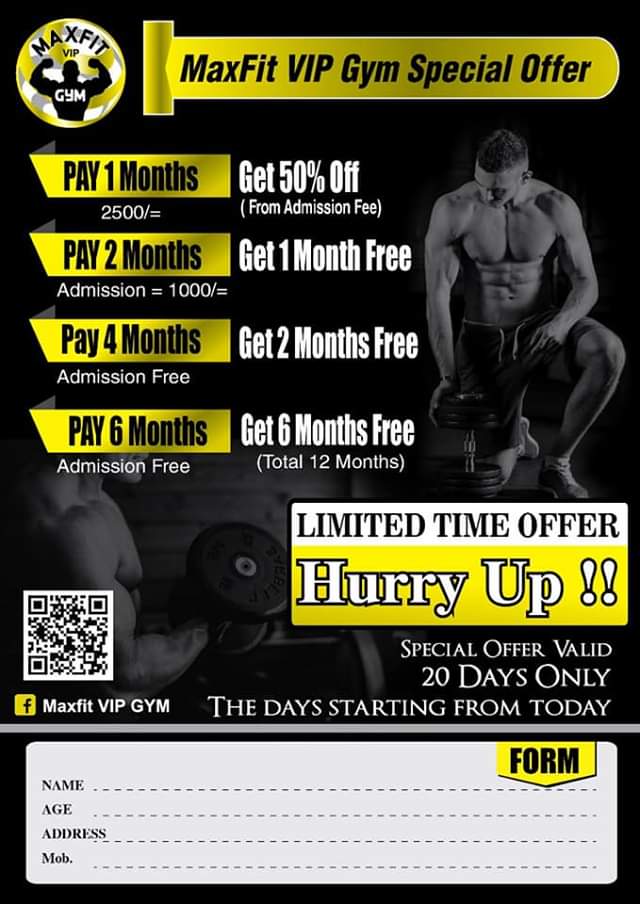 MAXFIT
VIP
GYM
MaxFit VIP Gym Special Offer
PAY 1 Months
Get 50% Off
2500/=
( From Admission Fee)
PAY 2 Months
Get 1 Month Free
Admission = 1000/=
Pay 4 Months
Get 2 Months Free
Admission Free
PAY 6 Months
Get 6 Months Free
Admission Free
(Total 12 Months)
LIMITED TIME OFFER
Hurry Up !!
SPECIAL OFFER VALID
20 DAYS ONLY
f Maxfit VIP GYM
THE DAYS STARTING FROM TODAY
FORM
NAME
AGE
ADDRESS
Mob.